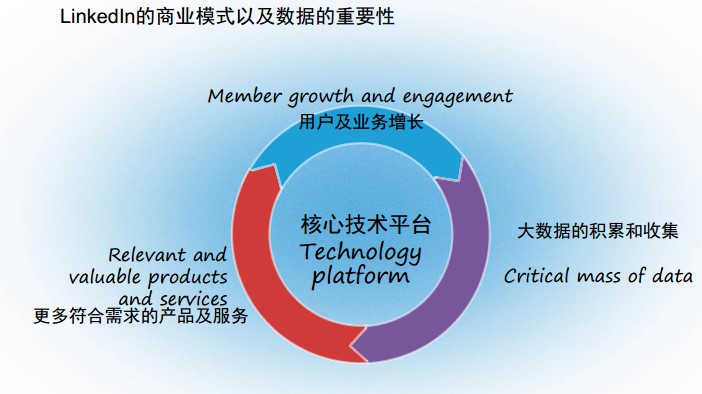 LinkedIn的商业模式以及数据的重要性
Member growth and engagement
用户及业务增长
核心技术平台
Technology
platform
大数据的积累和收集
Critical mass of data
Relevant and
valuable products
and services
更多符合需求的产品及服务